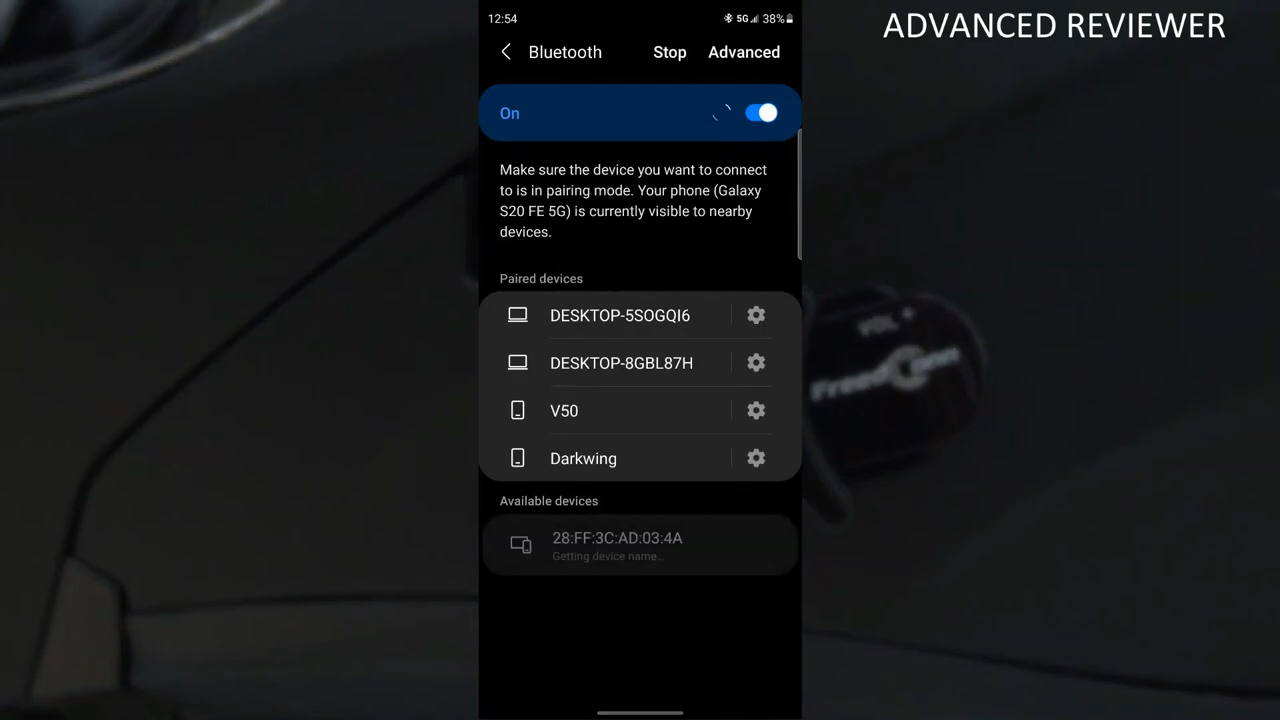 ADVANCED REVIEWER
12:54
5G 38%
Bluetooth Stop Advanced
On
Make sure the device you want to connect
to is in pairing mode. Your phone (Galaxy
S20 FE 5G) is currently visible to nearby
devices.
Paired devices
DESKTOP-5SOGQI6
DESKTOP-8GBL87H
V50
Darkwing
Available devices
28:FF:3C:AD:03:4A
Getting device name...
VOL +
FreedConn